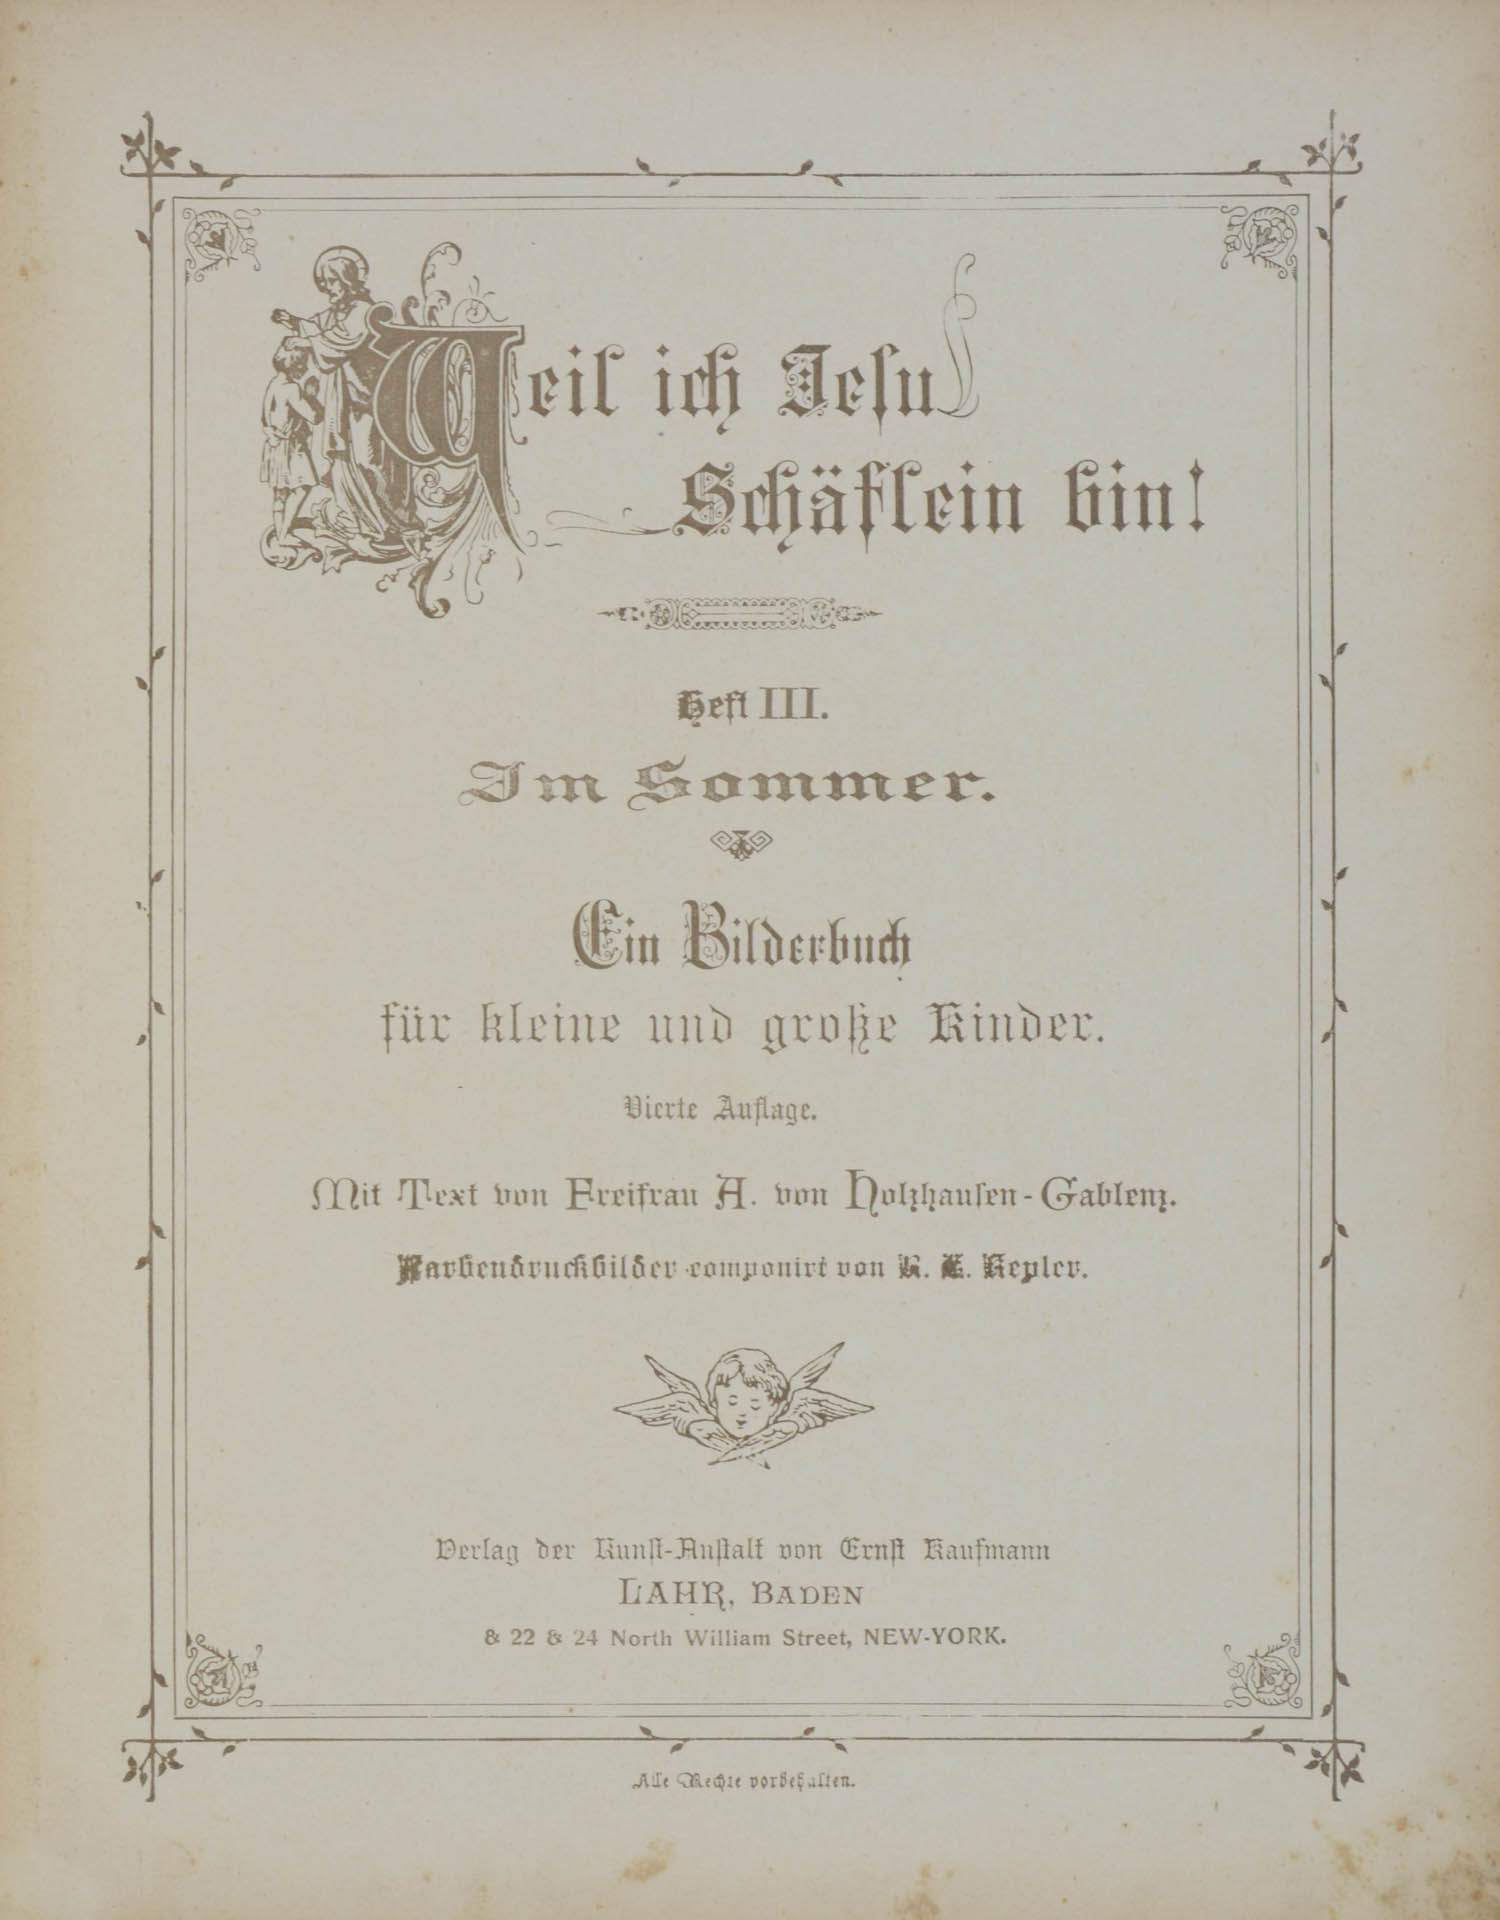 Weil ich Jesu
Schäflein bin!
Heft III.
Im Sommer.
Ein Bilderbuch
für kleine und große Kinder.
Vierte Auflage.
Mit Text von Freifrau A. von Holzhausen-Gablenz.
Farbendruckbilder componirt von K. Kepler.
Verlag der Kunst-Anstalt von Ernst Kaufmann
LAHR, BADEN
& 22 & 24 North William Street, NEW-YORK.
Alle Rechte vorbehalten.